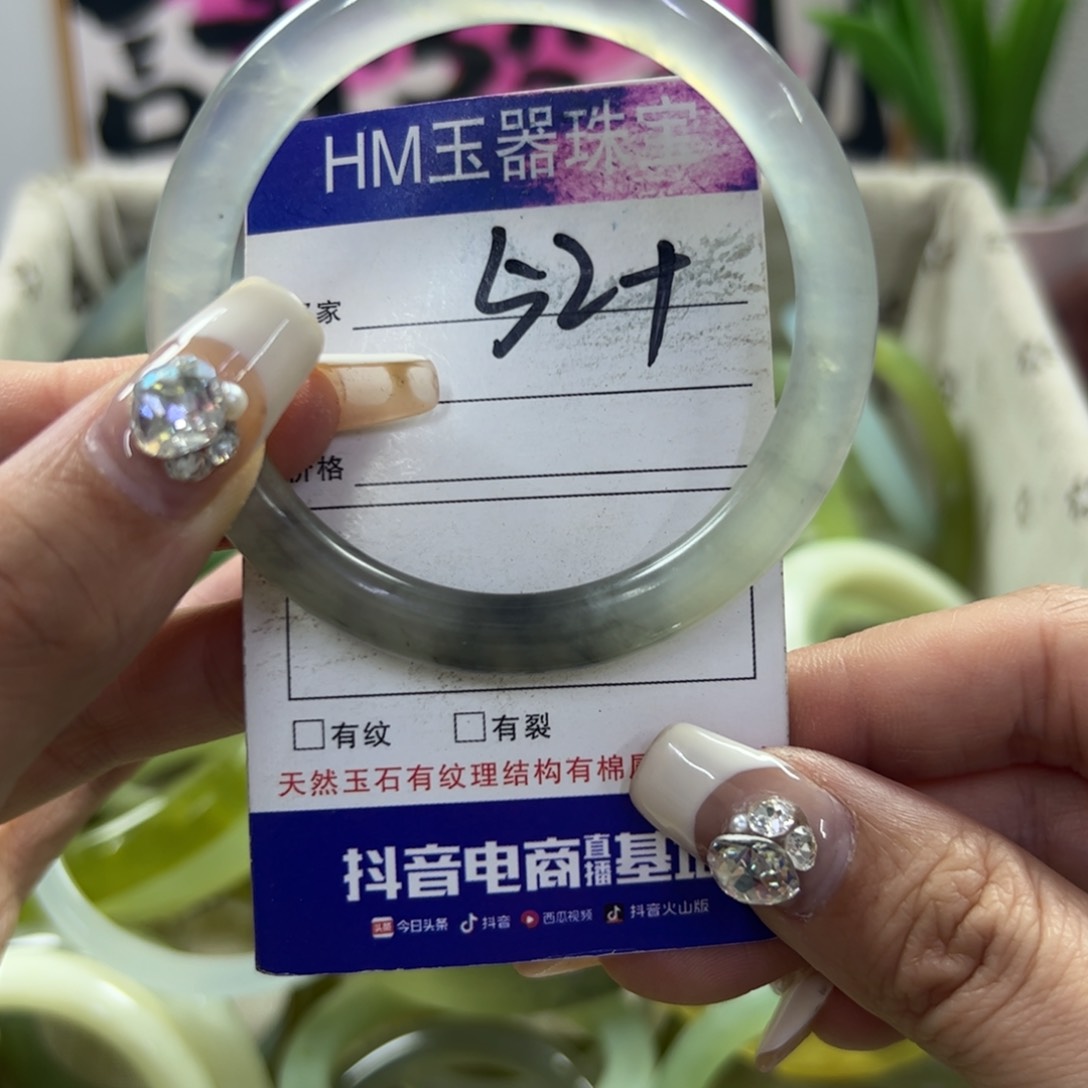 HM玉器珠宝
52+
家
价格
有纹 有裂
天然玉石有纹理结构有棉
抖音电商直播基地
今日头条 抖音 西瓜视频 抖音火山版